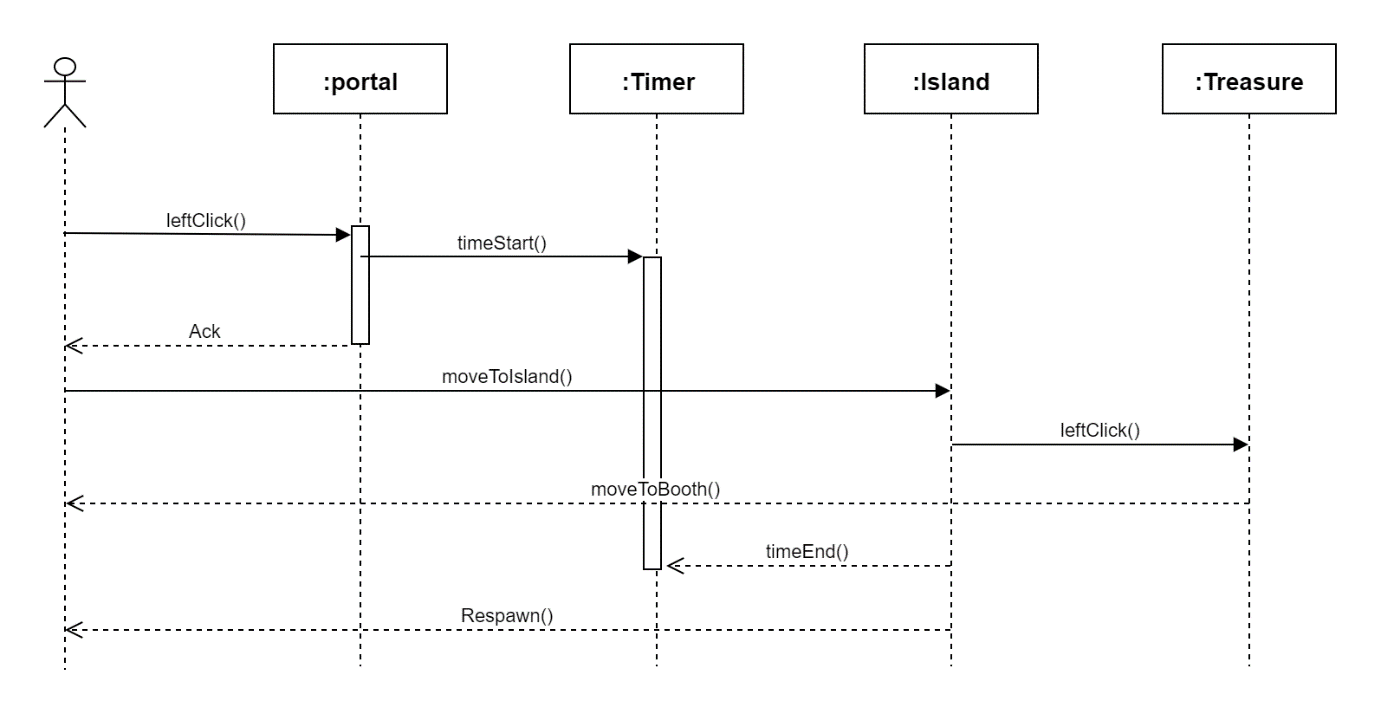 :portal
:Timer
:Island
:Treasure
leftClick()
timeStart()
Ack
moveToIsland()
leftClick()
moveToBooth()
timeEnd()
Respawn()